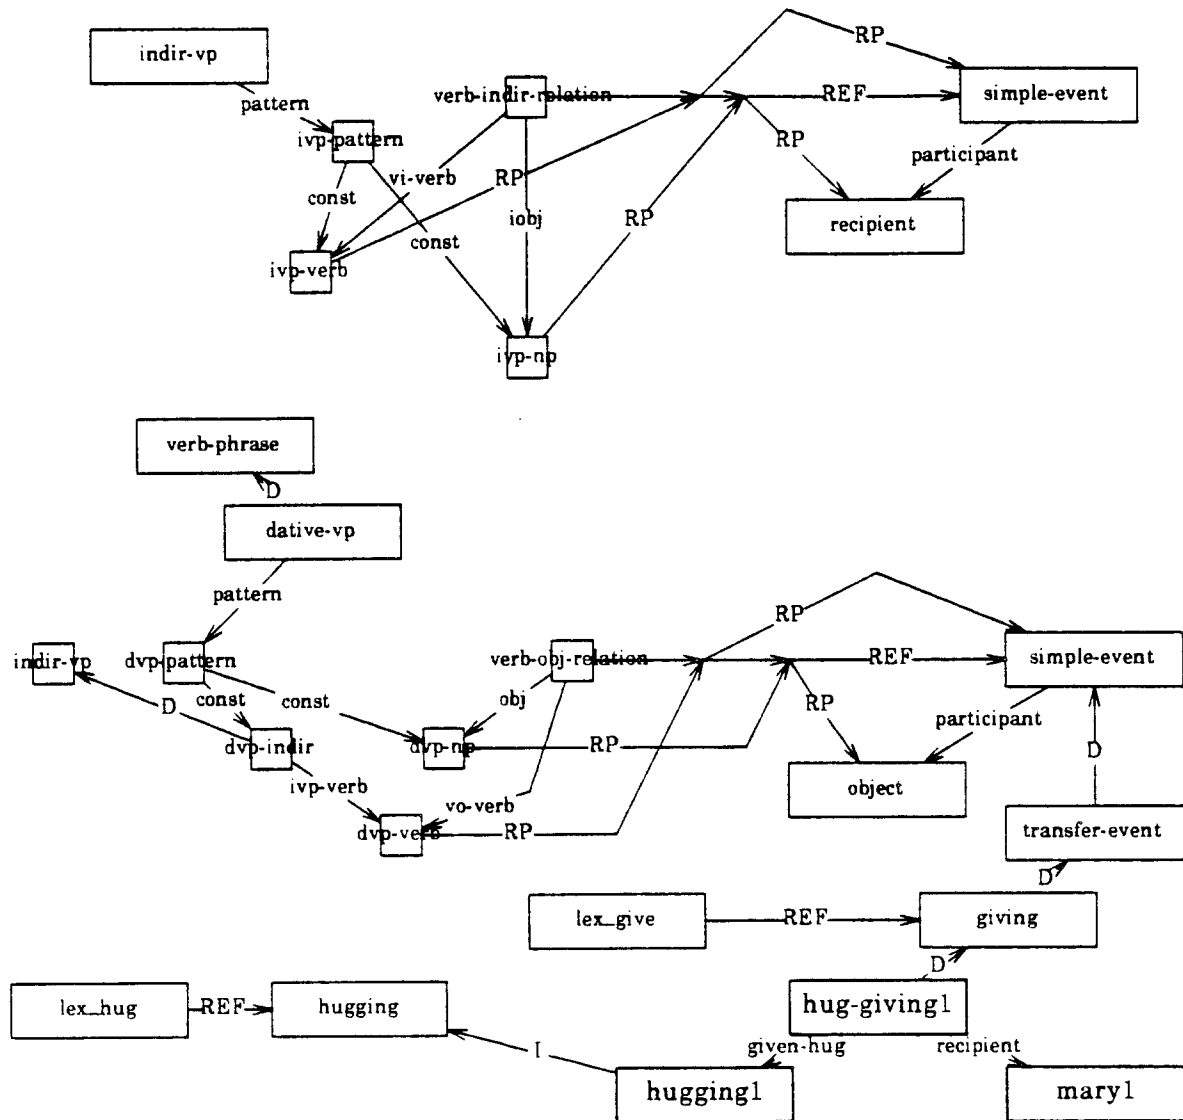 RP
indir-vp
pattern
verb-indir-relation
REF
simple-event
ivp-pattern
RP
participant
vi-verb
RP
const
iobj
RP
recipient
const
ivp-verb
ivp-np
verb-phrase
D
dative-vp
pattern
RP
indir-vp
dvp-pattern
verb-obj-relation
REF
simple-event
D
const
const
obj
RP
participant
dvp-indir
dvp-np
RP
D
ivp-verb
object
vo-verb
dvp-verb
RP
transfer-event
D
lex_give
REF
giving
D
lex_hug
REF
hugging
hug-giving1
I
given-hug
recipient
hugging1
mary1